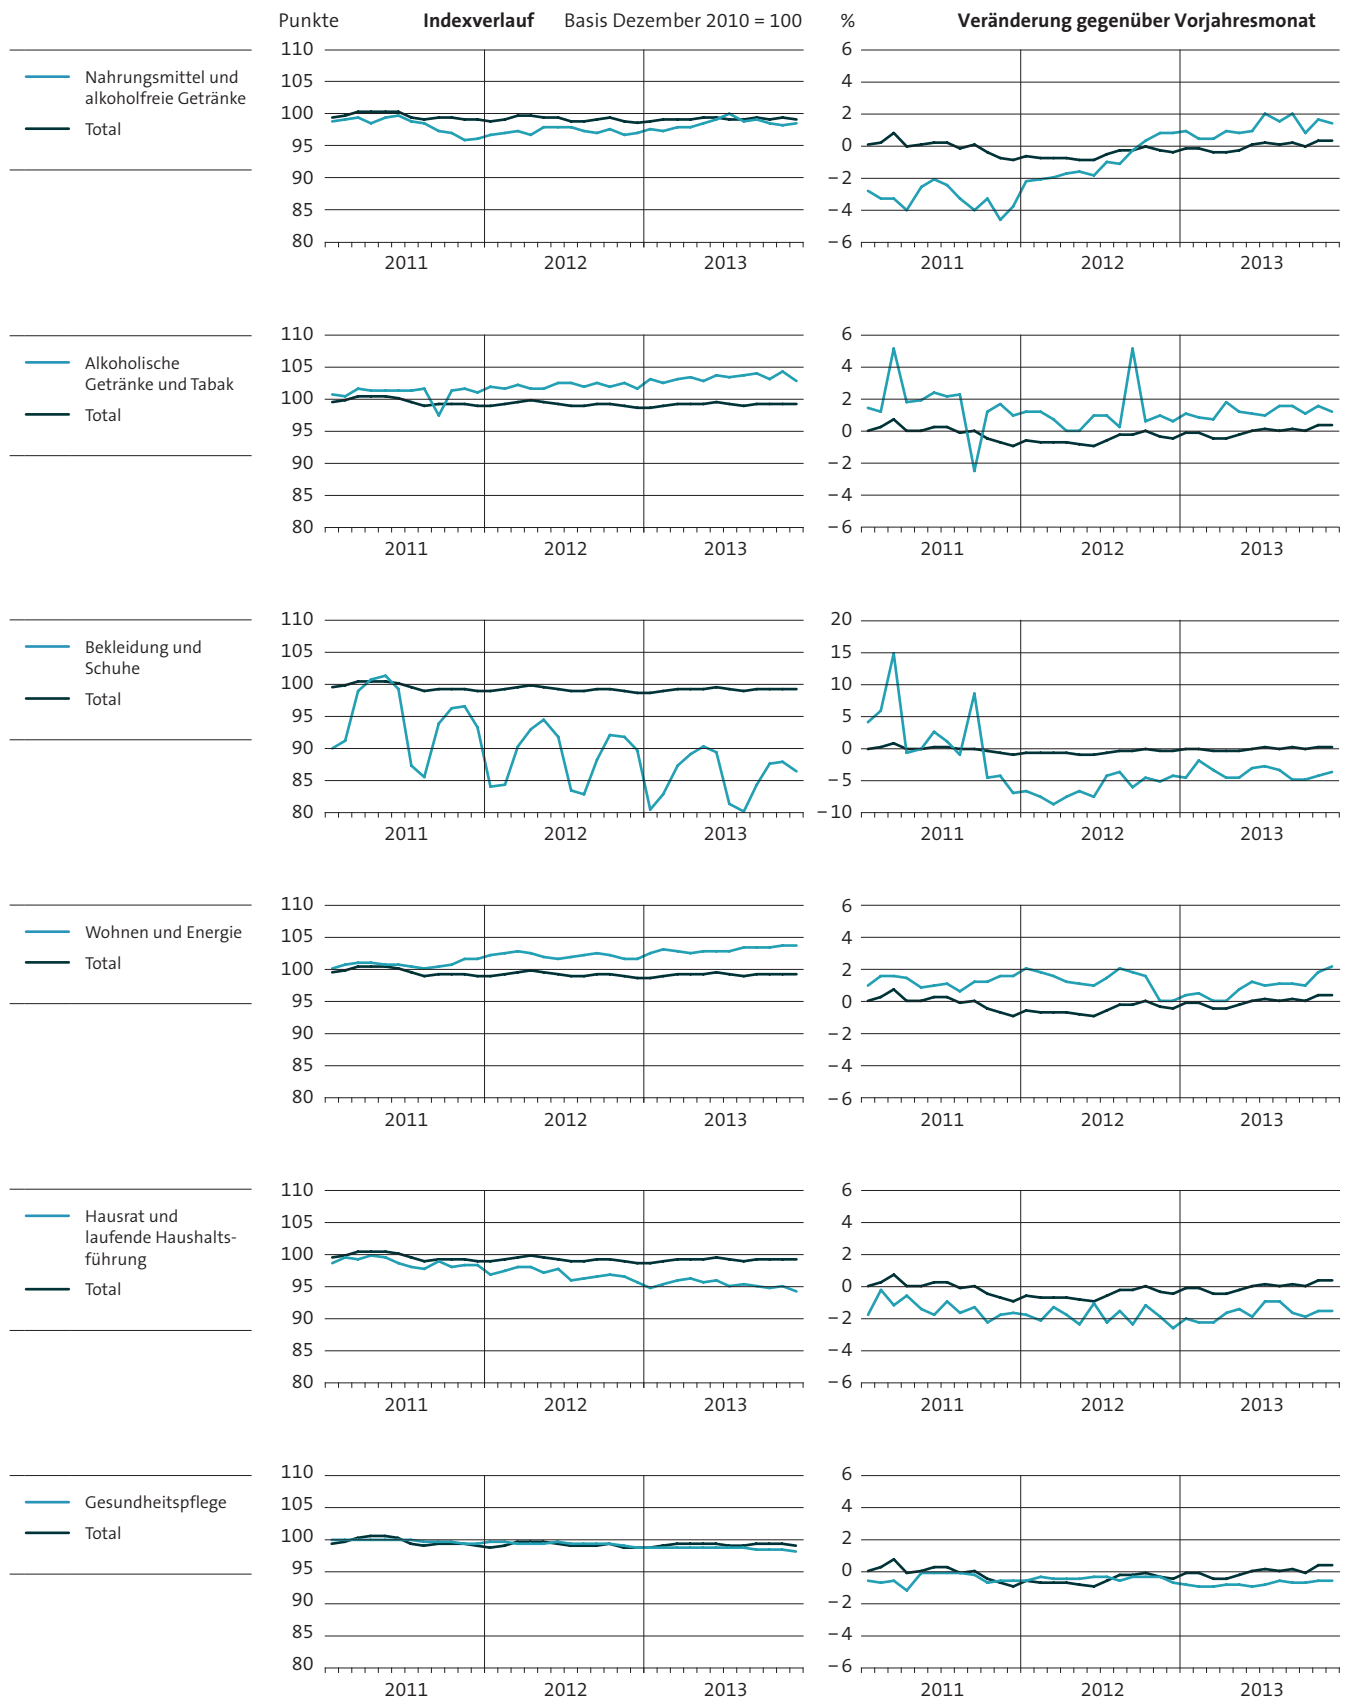 Punkte Indexverlauf Basis Dezember 2010 = 100 % Veränderung gegenüber Vorjahresmonat
Nahrungsmittel und
alkoholfreie Getränke
Total
110
105
100
95
90
85
80
2011 2012 2013
6
4
2
0
−2
−4
−6
2011 2012 2013
Alkoholische
Getränke und Tabak
Total
110
105
100
95
90
85
80
2011 2012 2013
6
4
2
0
−2
−4
−6
2011 2012 2013
Bekleidung und
Schuhe
Total
110
105
100
95
90
85
80
2011 2012 2013
20
15
10
5
0
−5
−10
2011 2012 2013
Wohnen und Energie
Total
110
105
100
95
90
85
80
2011 2012 2013
6
4
2
0
−2
−4
−6
2011 2012 2013
Hausrat und
laufende Haushalts-
führung
Total
110
105
100
95
90
85
80
2011 2012 2013
6
4
2
0
−2
−4
−6
2011 2012 2013
Gesundheitspflege
Total
110
105
100
95
90
85
80
2011 2012 2013
6
4
2
0
−2
−4
−6
2011 2012 2013